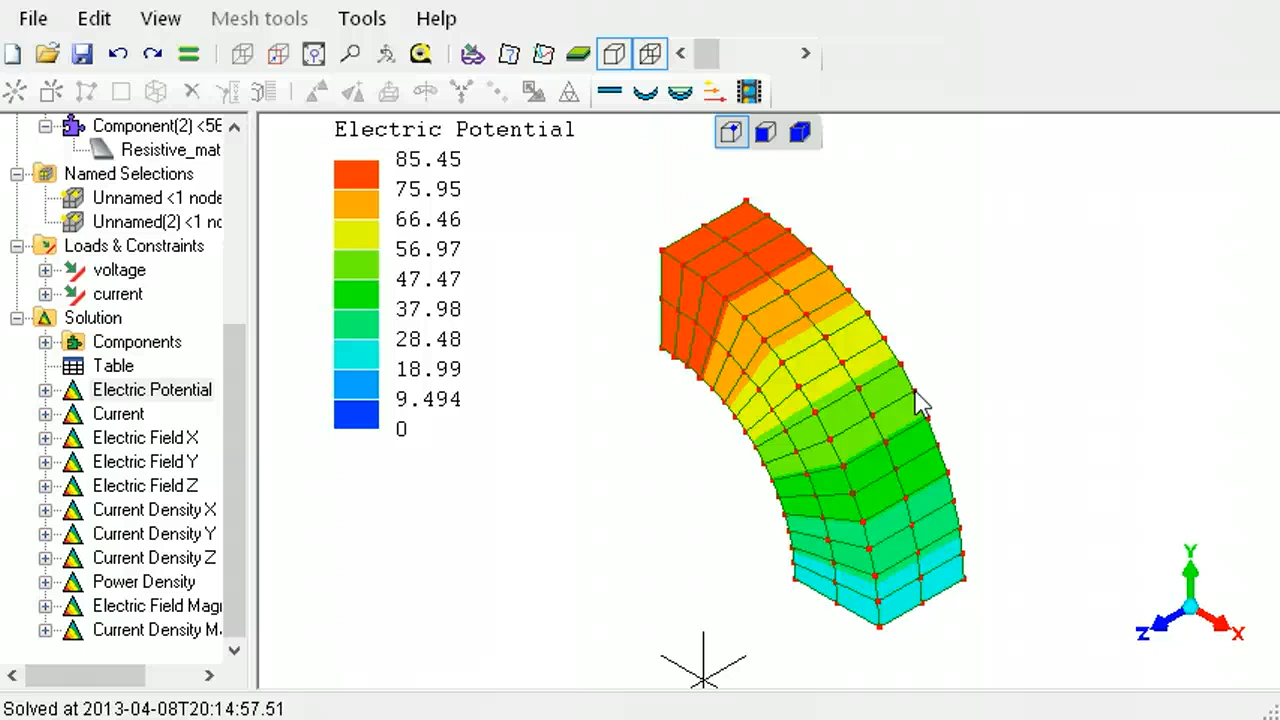 File Edit View Mesh tools Tools Help
Component(2) <56
Resistive_mat
Named Selections
Unnamed <1 node
Unnamed(2) <1 nc
Loads & Constraints
voltage
current
Solution
Components
Table
Electric Potential
Current
Electric Field X
Electric Field Y
Electric Field Z
Current Density X
Current Density Y
Current Density Z
Power Density
Electric Field Magn
Current Density M
Electric Potential
85.45
75.95
66.46
56.97
47.47
37.98
28.48
18.99
9.494
0
Y
Z X
Solved at 2013-04-08T20:14:57.51